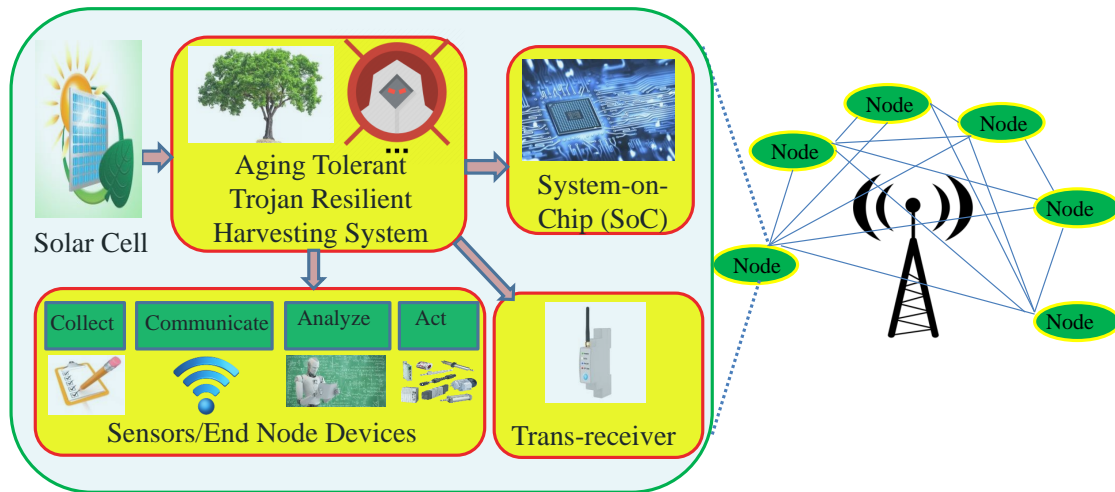 Solar Cell
...
Aging Tolerant
Trojan Resilient
Harvesting System
System-on-
Chip (SoC)
Collect
Communicate
Analyze
Act
Sensors/End Node Devices
Trans-receiver
Node
Node
Node
Node
Node
Node